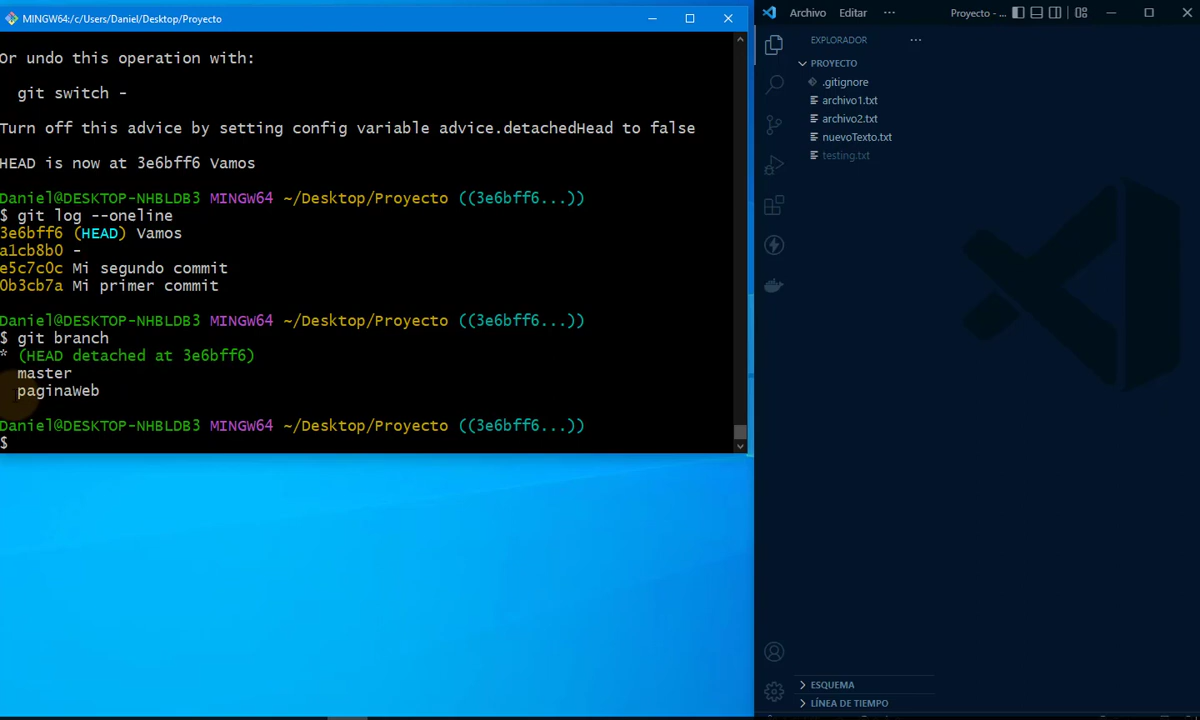 MINGW64:/c/Users/Daniel/Desktop/Proyecto
Or undo this operation with:
git switch -
Turn off this advice by setting config variable advice.detachedHead to false
HEAD is now at 3e6bff6 Vamos
Daniel@DESKTOP-NHBLDB3 MINGW64 ~/Desktop/Proyecto ((3e6bff6...))
$ git log --oneline
3e6bff6 (HEAD) Vamos
a1cb8b0 -
e5c7c0c Mi segundo commit
0b3cb7a Mi primer commit
Daniel@DESKTOP-NHBLDB3 MINGW64 ~/Desktop/Proyecto ((3e6bff6...))
$ git branch
* (HEAD detached at 3e6bff6)
master
paginaWeb
Daniel@DESKTOP-NHBLDB3 MINGW64 ~/Desktop/Proyecto ((3e6bff6...))
$
Archivo Editar ... Proyecto - ...
EXPLORADOR ...
PROYECTO
.gitignore
archivo1.txt
archivo2.txt
nuevoTexto.txt
testing.txt
ESQUEMA
LÍNEA DE TIEMPO